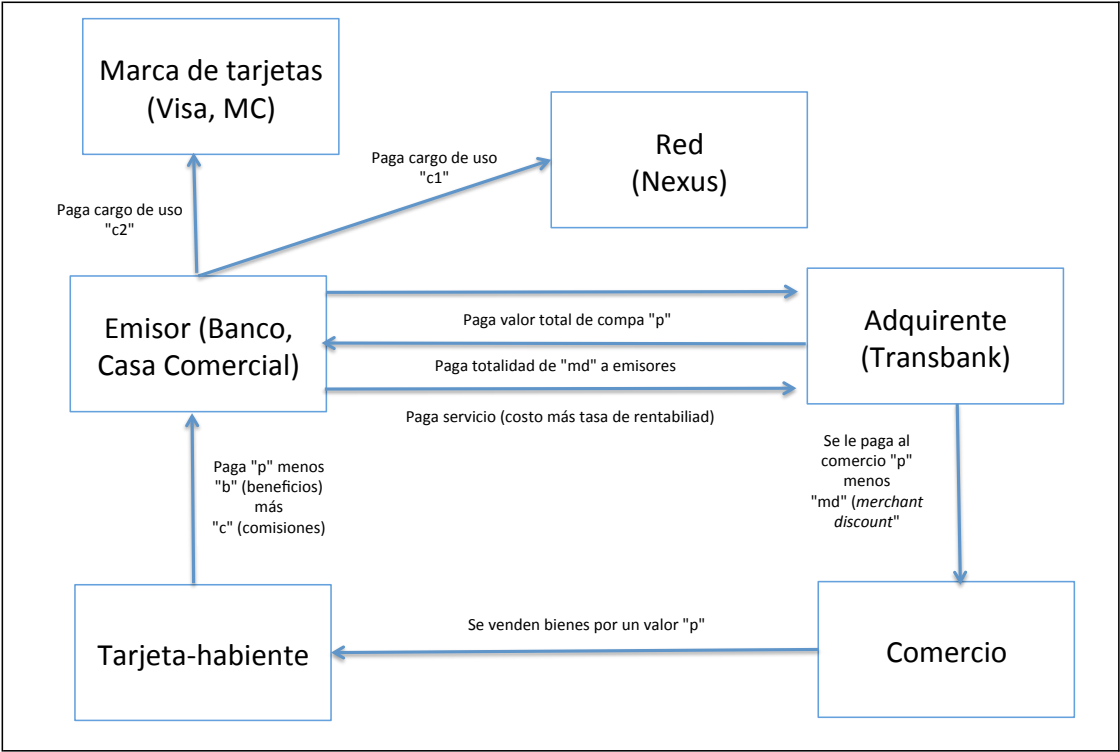 Marca de tarjetas
(Visa, MC)
Red
(Nexus)
Paga cargo de uso
"c1"
Paga cargo de uso
"c2"
Emisor (Banco,
Casa Comercial)
Paga valor total de compa "p"
Paga totalidad de "md" a emisores
Paga servicio (costo más tasa de rentabiliad)
Adquirente
(Transbank)
Paga "p" menos
"b" (beneficios)
más
"c" (comisiones)
Se le paga al
comercio "p"
menos
"md" (merchant
discount"
Tarjeta-habiente
Se venden bienes por un valor "p"
Comercio